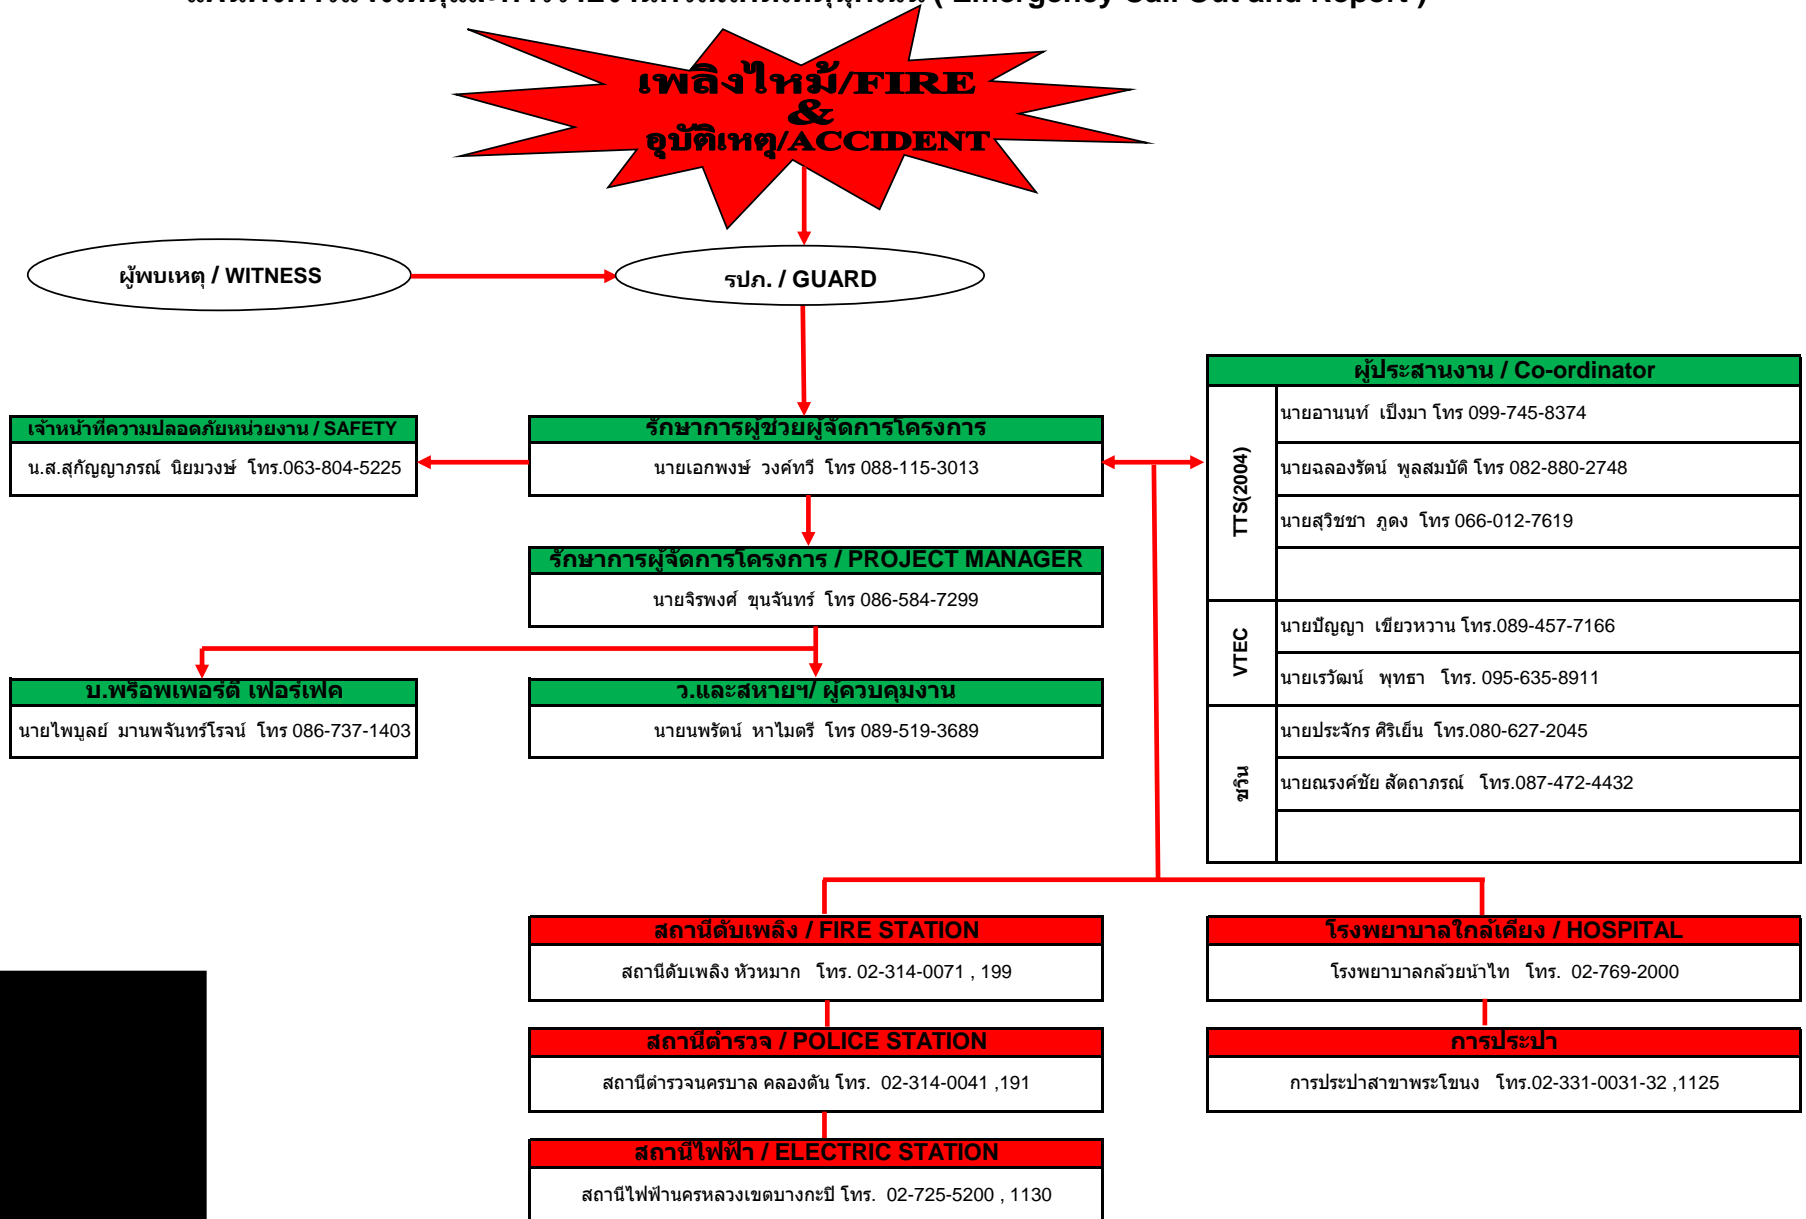 ( Emergency Call Out and Report )
เพลิงไหม้/FIRE
&
อุบัติเหตุ/ACCIDENT
ผู้พบเหตุ / WITNESS
รปภ. / GUARD
ผู้ประสานงาน / Co-ordinator
TTS(2004)
นายอานนท์ เป็งมา โทร 099-745-8374
นายฉลองรัตน์ พูลสมบัติ โทร 082-880-2748
นายสุวิชชา ภูดง โทร 066-012-7619
VTEC
นายปัญญา เขียวหวาน โทร.089-457-7166
นายเรวัฒน์ พุทธา โทร. 095-635-8911
ชวิน
นายประจักร ศิริเย็น โทร.080-627-2045
นายณรงค์ชัย สัตถาภรณ์ โทร.087-472-4432
เจ้าหน้าที่ความปลอดภัยหน่วยงาน / SAFETY
น.ส.สุกัญญาภรณ์ นิยมวงษ์ โทร.063-804-5225
รักษาการผู้ช่วยผู้จัดการโครงการ
นายเอกพงษ์ วงค์ทวี โทร 088-115-3013
รักษาการผู้จัดการโครงการ / PROJECT MANAGER
นายจิรพงศ์ ขุนจันทร์ โทร 086-584-7299
บ.พร็อพเพอร์ตี้ เฟอร์เฟค
นายไพบูลย์ มานพจันทร์โรจน์ โทร 086-737-1403
ว.และสหายฯ/ ผู้ควบคุมงาน
นายนพรัตน์ หาไมตรี โทร 089-519-3689
สถานีดับเพลิง / FIRE STATION
สถานีดับเพลิง หัวหมาก โทร. 02-314-0071 , 199
โรงพยาบาลใกล้เคียง / HOSPITAL
โรงพยาบาลกล้วยน้ำไท โทร. 02-769-2000
สถานีตำรวจ / POLICE STATION
สถานีตำรวจนครบาล คลองตัน โทร. 02-314-0041 ,191
การประปา
การประปาสาขาพระโขนง โทร.02-331-0031-32 ,1125
สถานีไฟฟ้า / ELECTRIC STATION
สถานีไฟฟ้านครหลวงเขตบางกะปิ โทร. 02-725-5200 , 1130